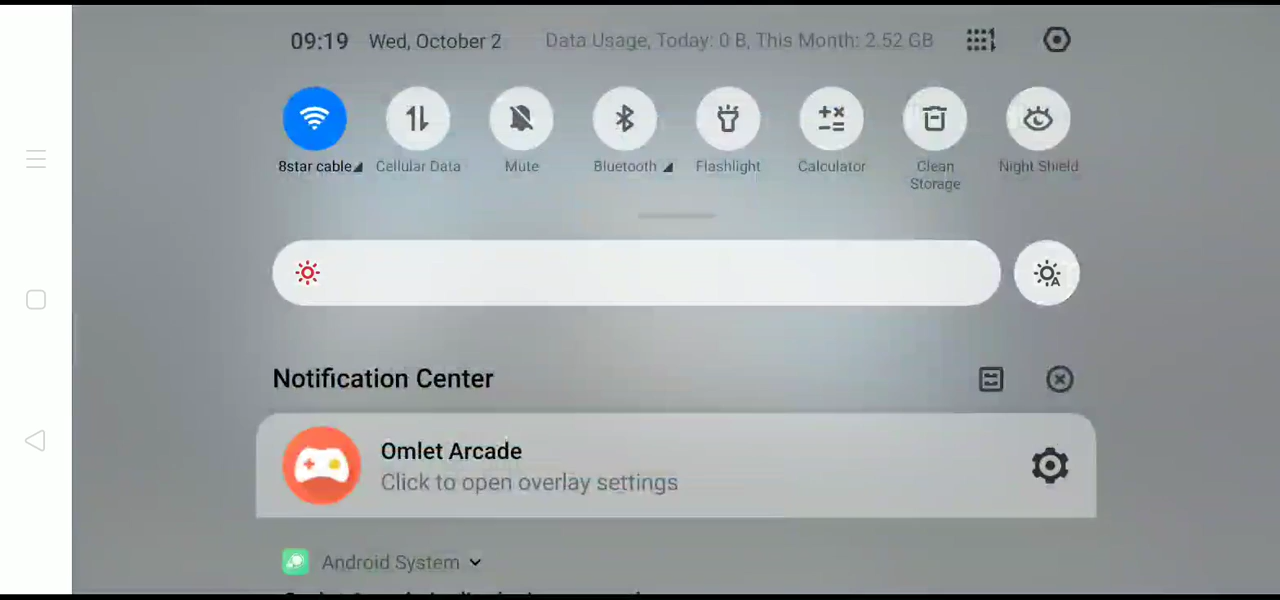 09:19 Wed, October 2 Data Usage, Today: 0 B, This Month: 2.52 GB
8star cable Cellular Data Mute Bluetooth Flashlight Calculator Clean Storage Night Shield
Notification Center
Omlet Arcade
Click to open overlay settings
Android System